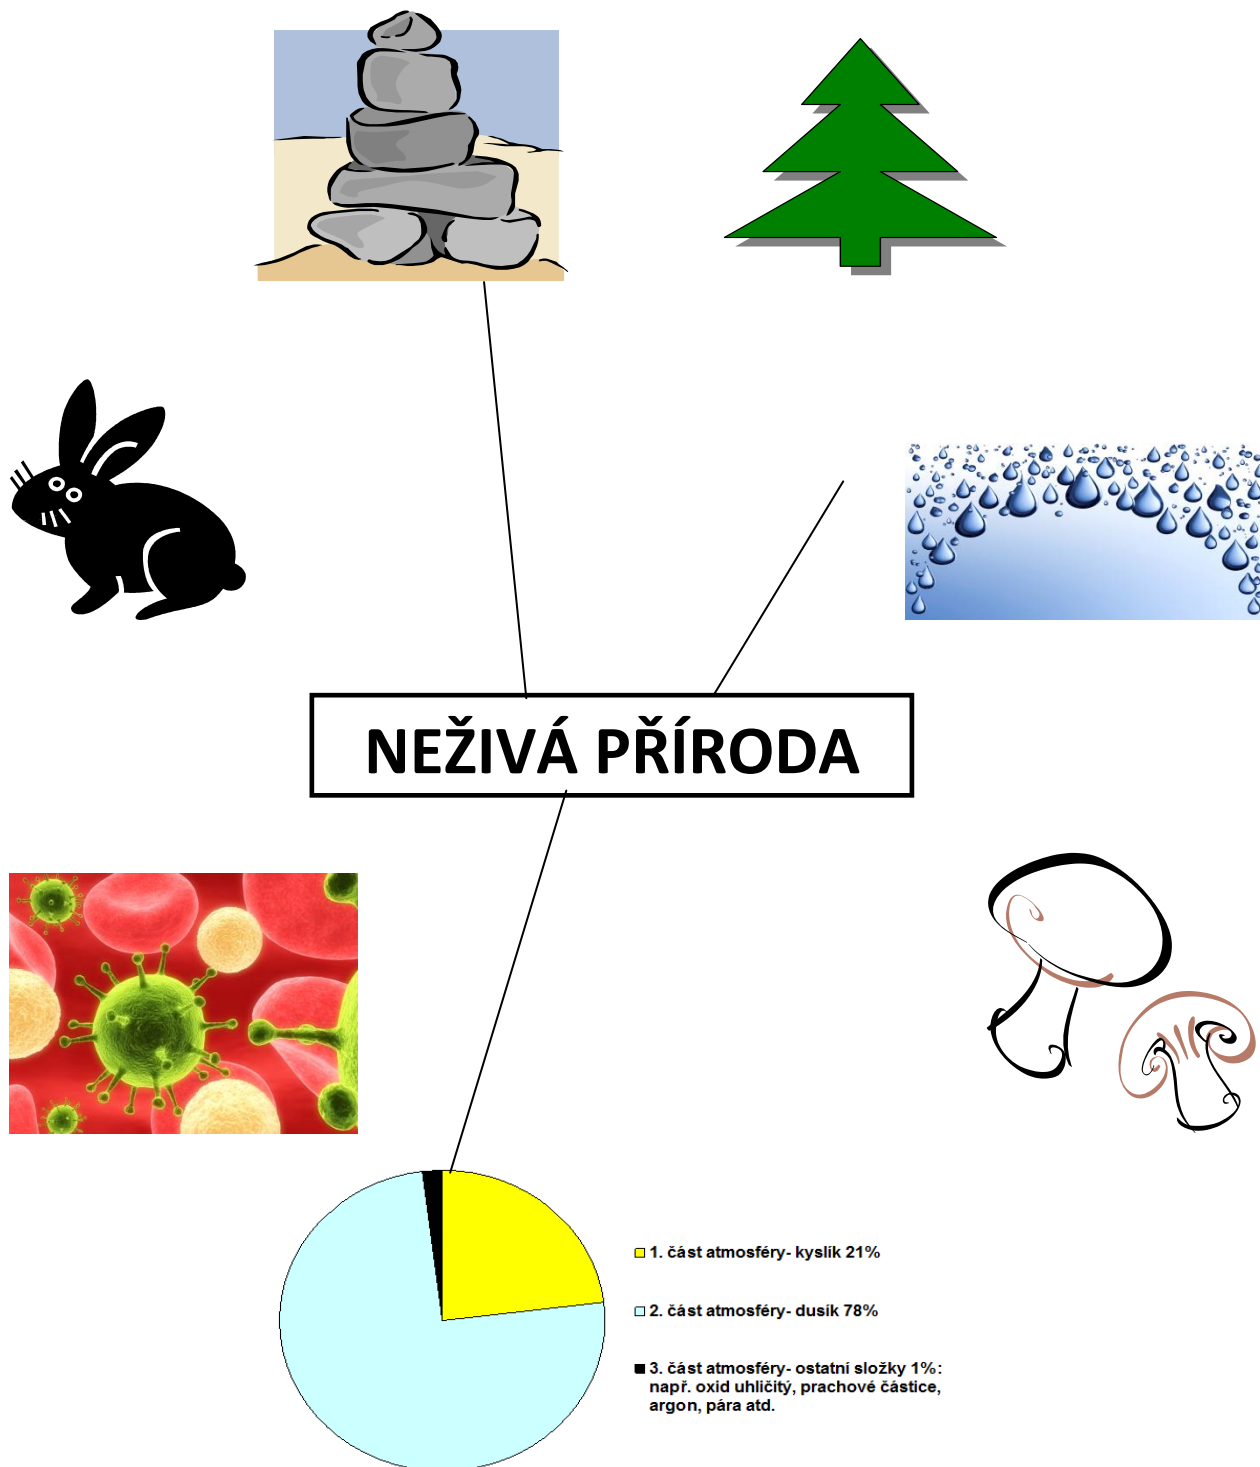 NEŽIVÁ PŘÍRODA
1. část atmosféry- kyslík 21%
2. část atmosféry- dusík 78%
3. část atmosféry- ostatní složky 1%:
např. oxid uhličitý, prachové částice,
argon, pára atd.